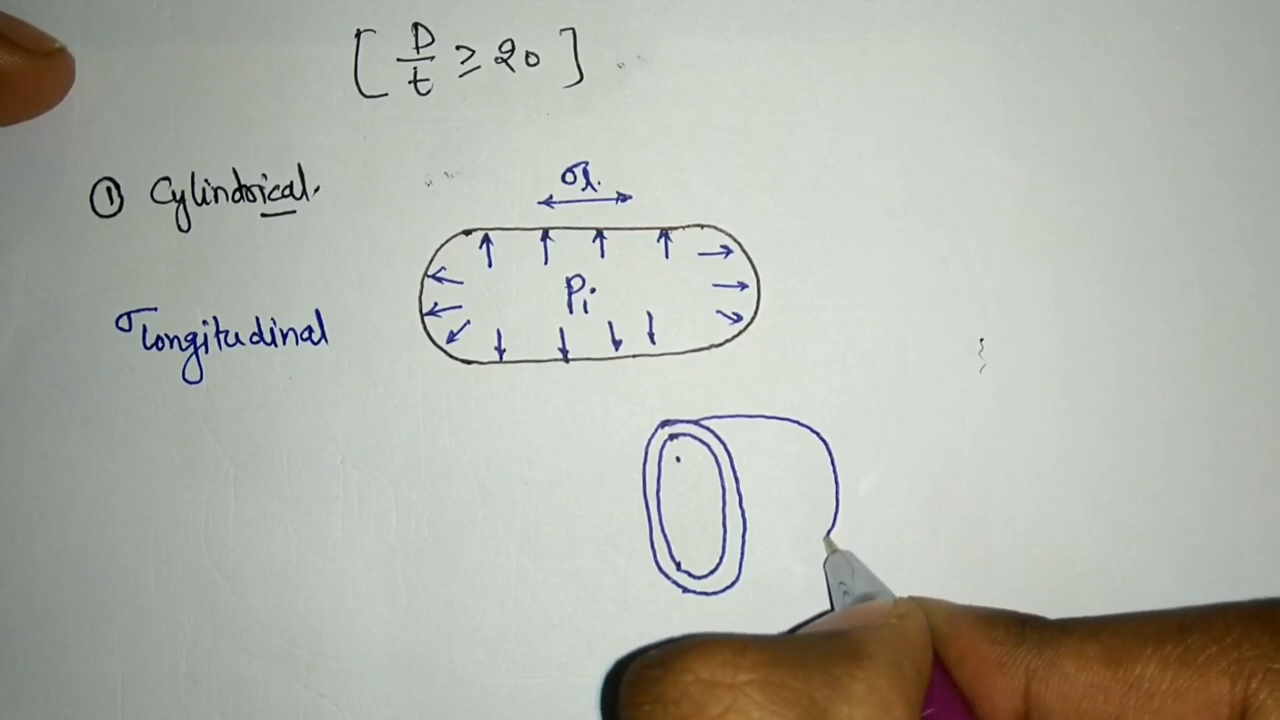 [ D/t ≥ 20 ]
① Cylindrical.
σl.
Pi
σlongitudinal